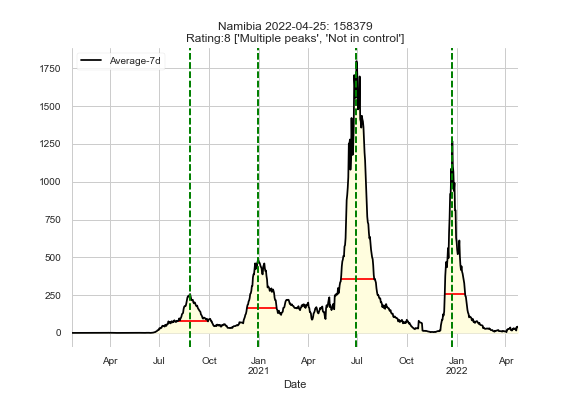 Namibia 2022-04-25: 158379
Rating:8 ['Multiple peaks', 'Not in control']
Average-7d
1750
1500
1250
1000
750
500
250
0
Apr Jul Oct Jan Apr Jul Oct Jan Apr
2021 2022
Date